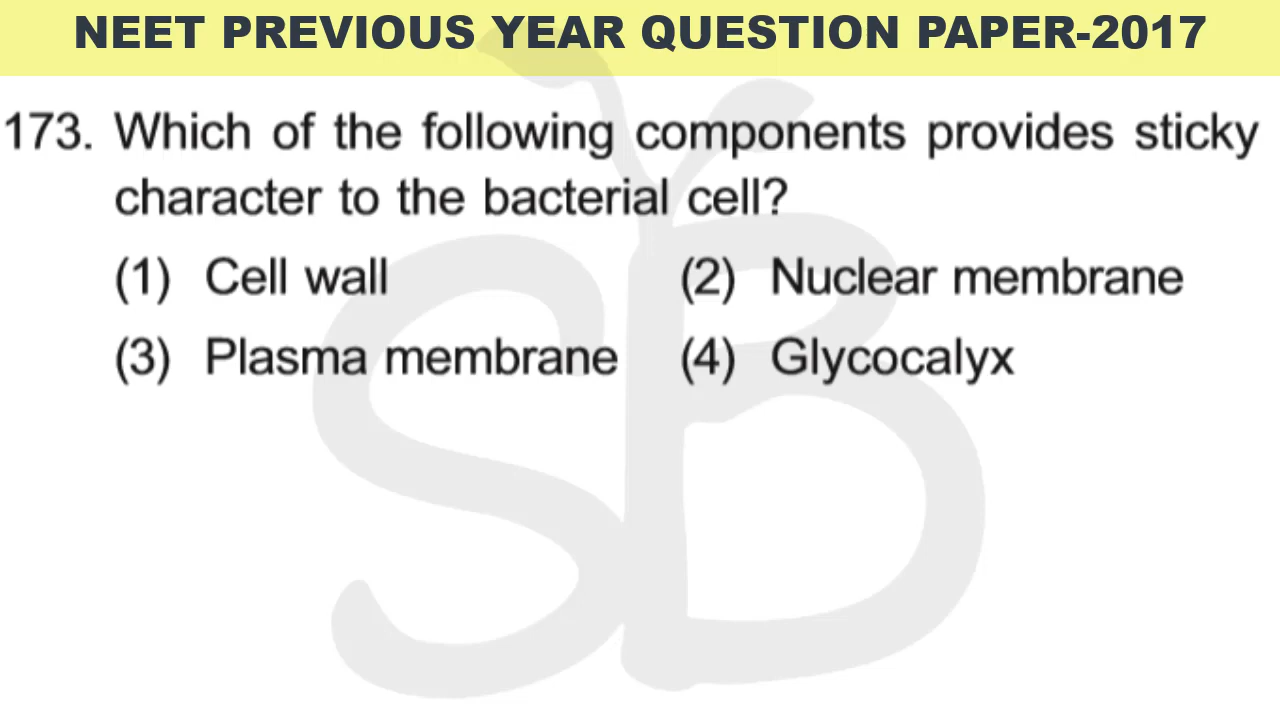 NEET PREVIOUS YEAR QUESTION PAPER-2017
173. Which of the following components provides sticky
character to the bacterial cell?
(1) Cell wall (2) Nuclear membrane
(3) Plasma membrane (4) Glycocalyx
SB